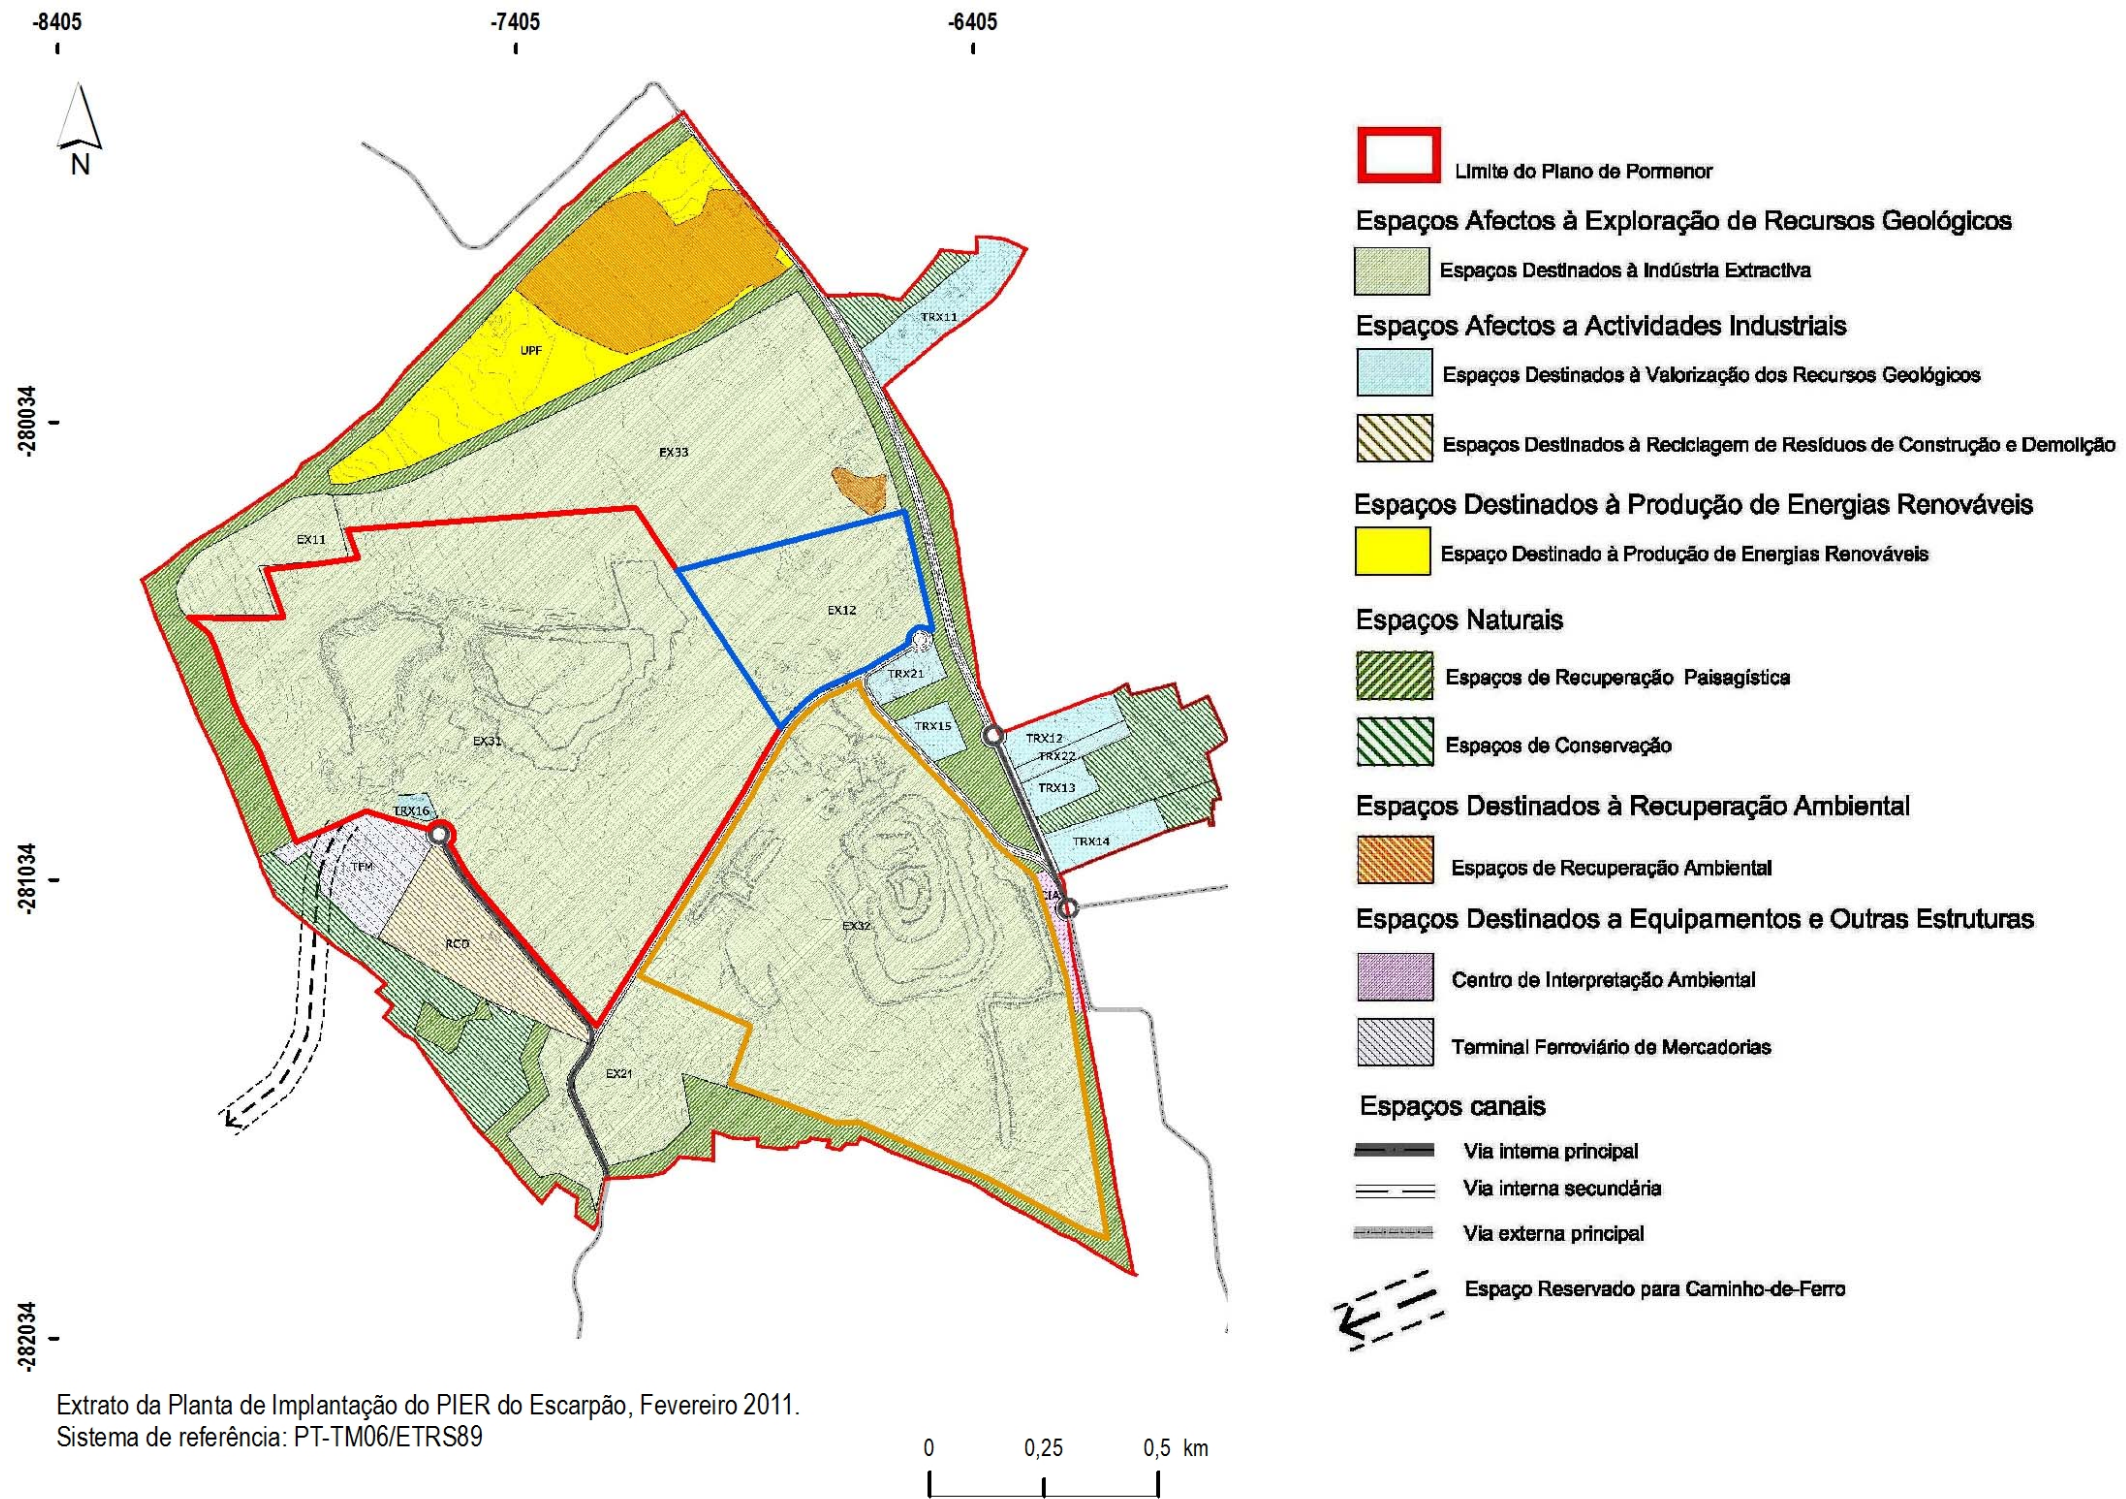 -8405
-7405
-6405
N
-280034
-281034
-282034
TRX11
UPF
EX33
EX11
EX12
TRX21
TRX15
TRX12
TRX22
TRX13
TRX14
EX31
TRX16
TFM
CIA
EX32
RCD
EX21
Limite do Plano de Pormenor
Espaços Afectos à Exploração de Recursos Geológicos
Espaços Destinados à Indústria Extractiva
Espaços Afectos a Actividades Industriais
Espaços Destinados à Valorização dos Recursos Geológicos
Espaços Destinados à Reciclagem de Resíduos de Construção e Demolição
Espaços Destinados à Produção de Energias Renováveis
Espaço Destinado à Produção de Energias Renováveis
Espaços Naturais
Espaços de Recuperação Paisagística
Espaços de Conservação
Espaços Destinados à Recuperação Ambiental
Espaços de Recuperação Ambiental
Espaços Destinados a Equipamentos e Outras Estruturas
Centro de Interpretação Ambiental
Terminal Ferroviário de Mercadorias
Espaços canais
Via interna principal
Via interna secundária
Via externa principal
Espaço Reservado para Caminho-de-Ferro
Extrato da Planta de Implantação do PIER do Escarpão, Fevereiro 2011.
Sistema de referência: PT-TM06/ETRS89
0 0,25 0,5 km